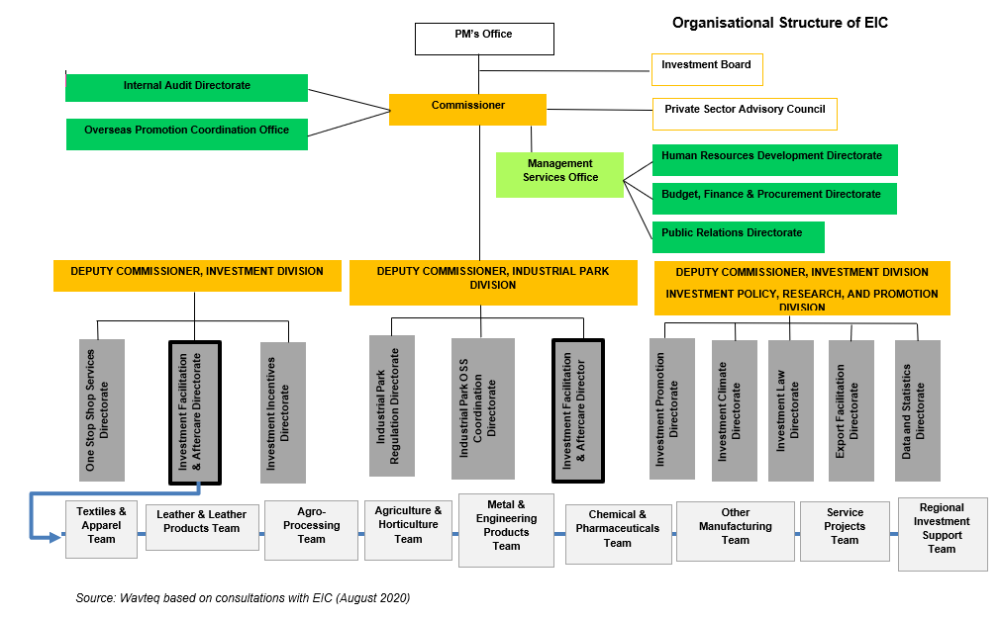 Organisational Structure of EIC
PM's Office
Investment Board
Internal Audit Directorate
Commissioner
Private Sector Advisory Council
Overseas Promotion Coordination Office
Management
Services Office
Human Resources Development Directorate
Budget, Finance & Procurement Directorate
Public Relations Directorate
DEPUTY COMMISSIONER, INVESTMENT DIVISION
DEPUTY COMMISSIONER, INDUSTRIAL PARK
DIVISION
DEPUTY COMMISSIONER, INVESTMENT DIVISION
INVESTMENT POLICY, RESEARCH, AND PROMOTION
DIVISION
One Stop Shop Services
Directorate
Investment Facilitation
& Aftercare Directorate
Investment Incentives
Directorate
Industrial Park
Regulation Directorate
Industrial Park OSS
Coordination
Directorate
Investment Facilitation
& Aftercare Director
Investment Promotion
Directorate
Investment Climate
Directorate
Investment Law
Directorate
Export Facilitation
Directorate
Data and Statistics
Directorate
Textiles &
Apparel
Team
Leather & Leather
Products Team
Agro-
Processing
Team
Agriculture &
Horticulture
Team
Metal &
Engineering
Products
Team
Chemical &
Pharmaceuticals
Team
Other
Manufacturing
Team
Service
Projects
Team
Regional
Investment
Support
Team
Source: Wavteq based on consultations with EIC (August 2020)